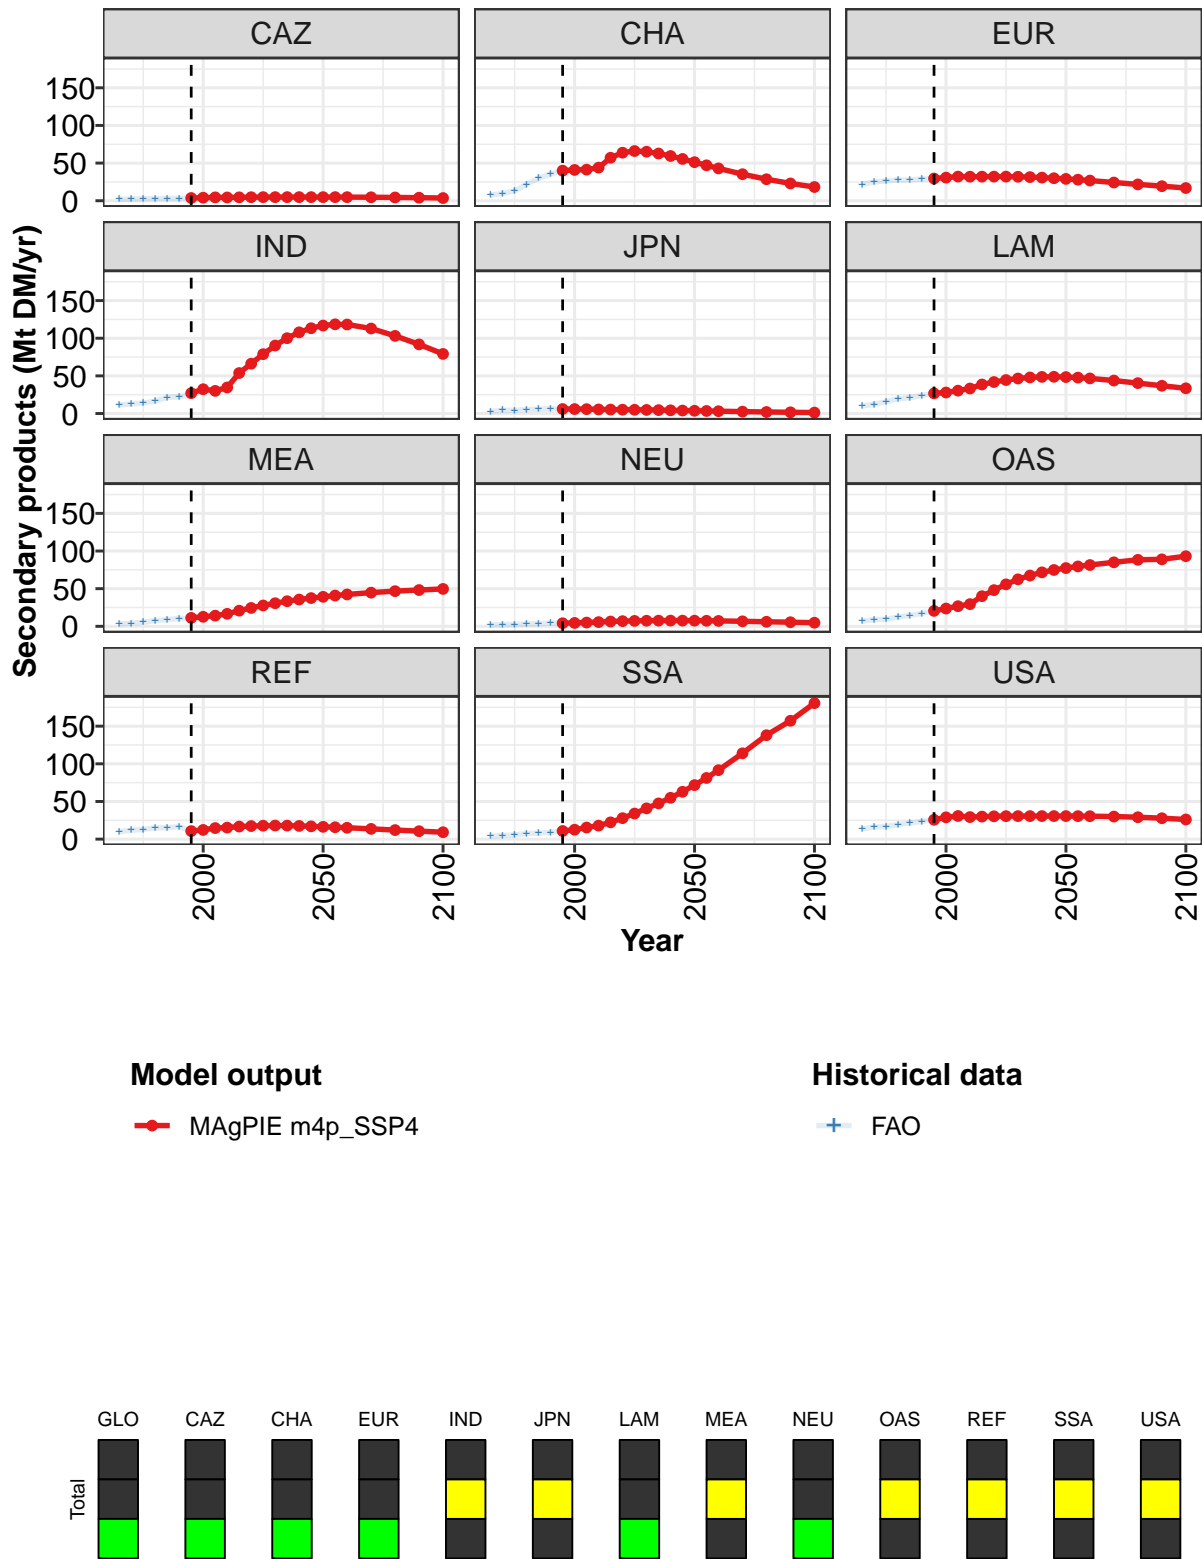 CAZ CHA EUR
150
100
50
0
IND JPN LAM
150
100
50
0
MEA NEU OAS
150
100
50
0
REF SSA USA
150
100
50
0
2000 2050 2100 2000 2050 2100 2000 2050 2100
Year
Secondary products (Mt DM/yr)
Model output Historical data
MAgPIE m4p_SSP4 FAO
GLO CAZ CHA EUR IND JPN LAM MEA NEU OAS REF SSA USA
Total